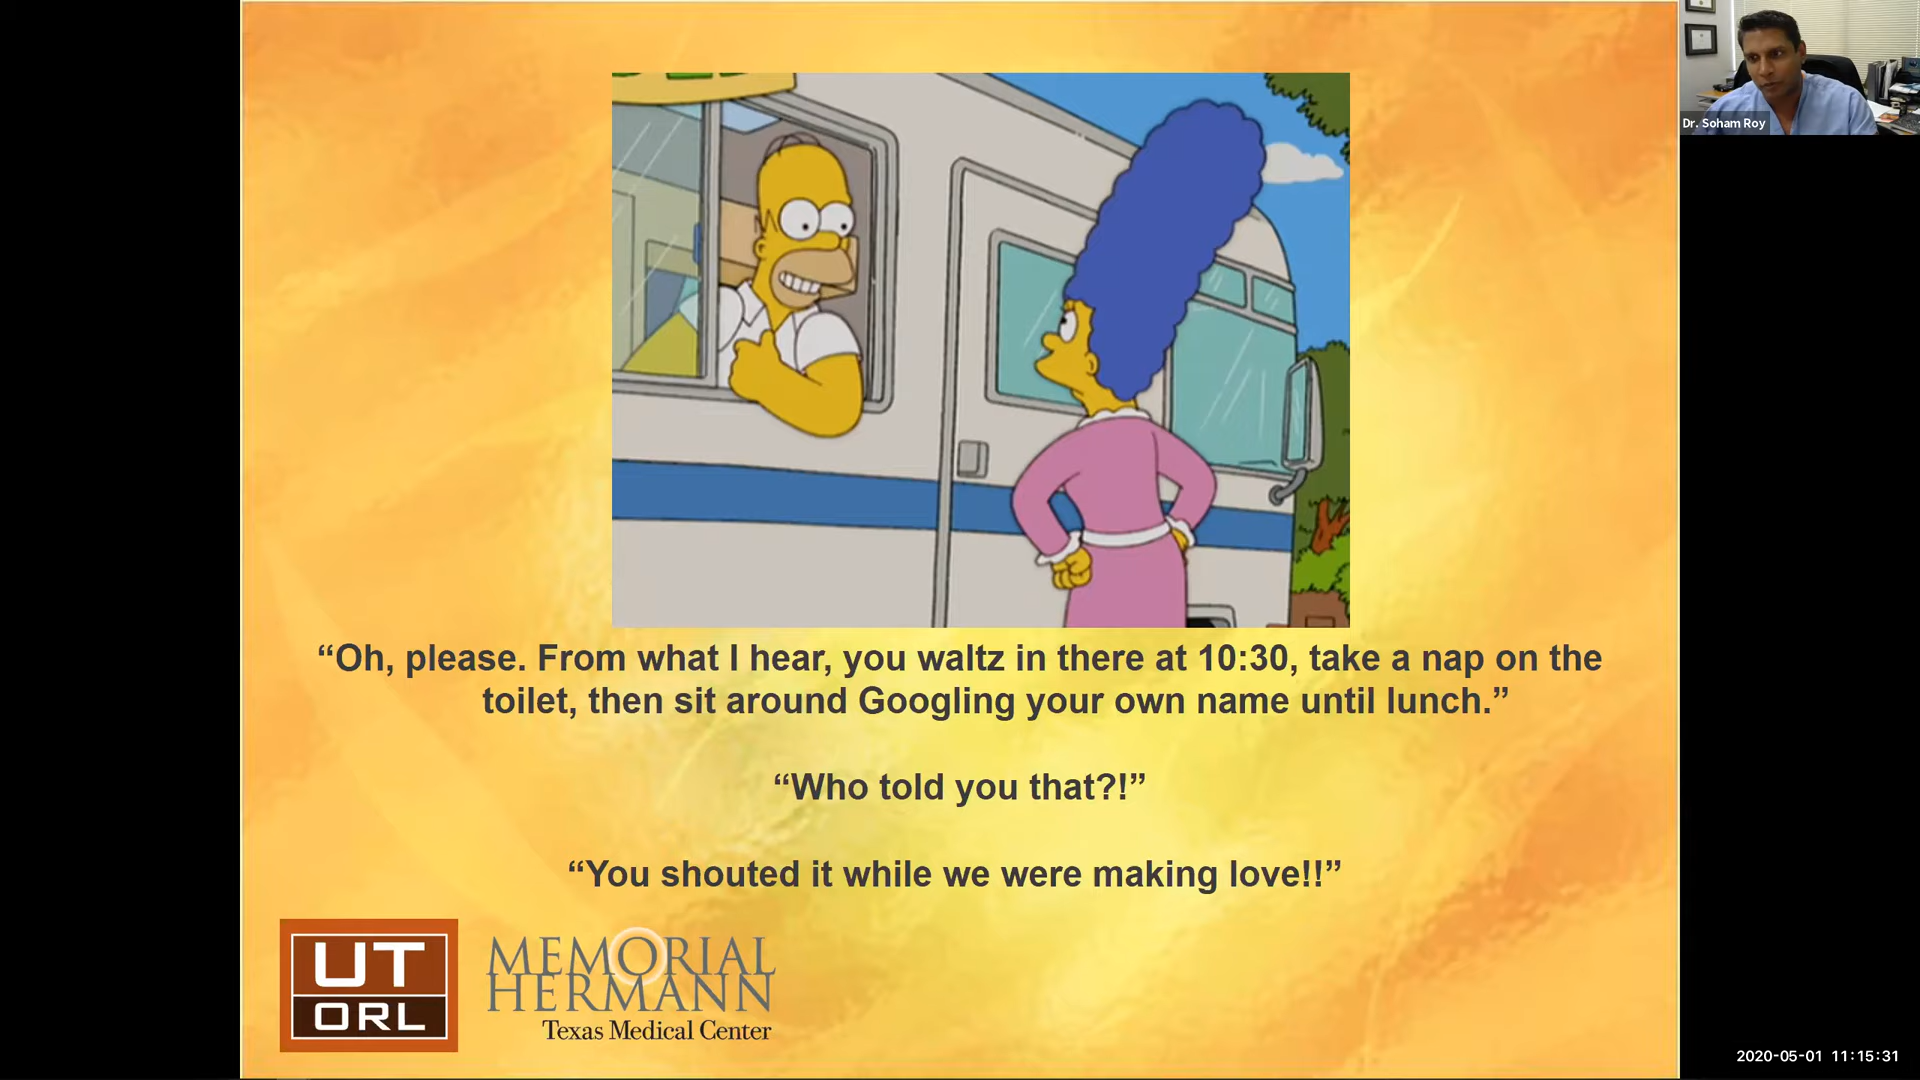 Dr. Soham Roy
“Oh, please. From what I hear, you waltz in there at 10:30, take a nap on the
toilet, then sit around Googling your own name until lunch.”
“Who told you that?!”
“You shouted it while we were making love!!”
UT
ORL
MEMORIAL
HERMANN
Texas Medical Center
2020-05-01 11:15:31